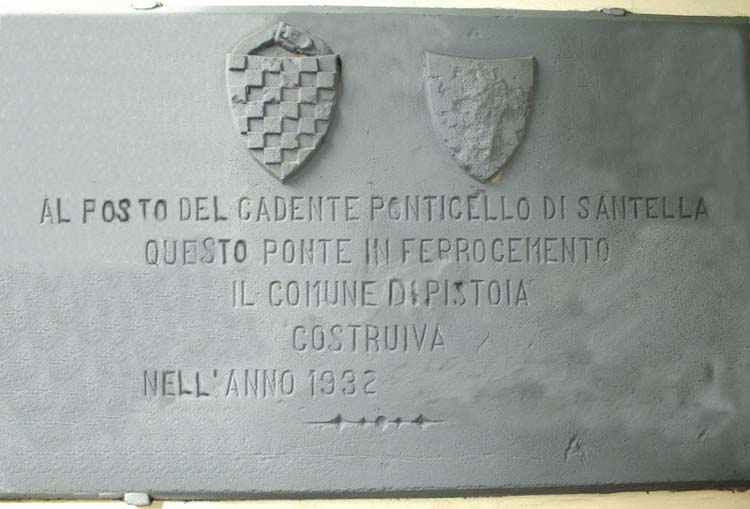 AL POSTO DEL CADENTE PONTICELLO DI SANTELLA
QUESTO PONTE IN FERROCEMENTO
IL COMUNE DI PISTOIA
COSTRUIVA
NELL'ANNO 1932